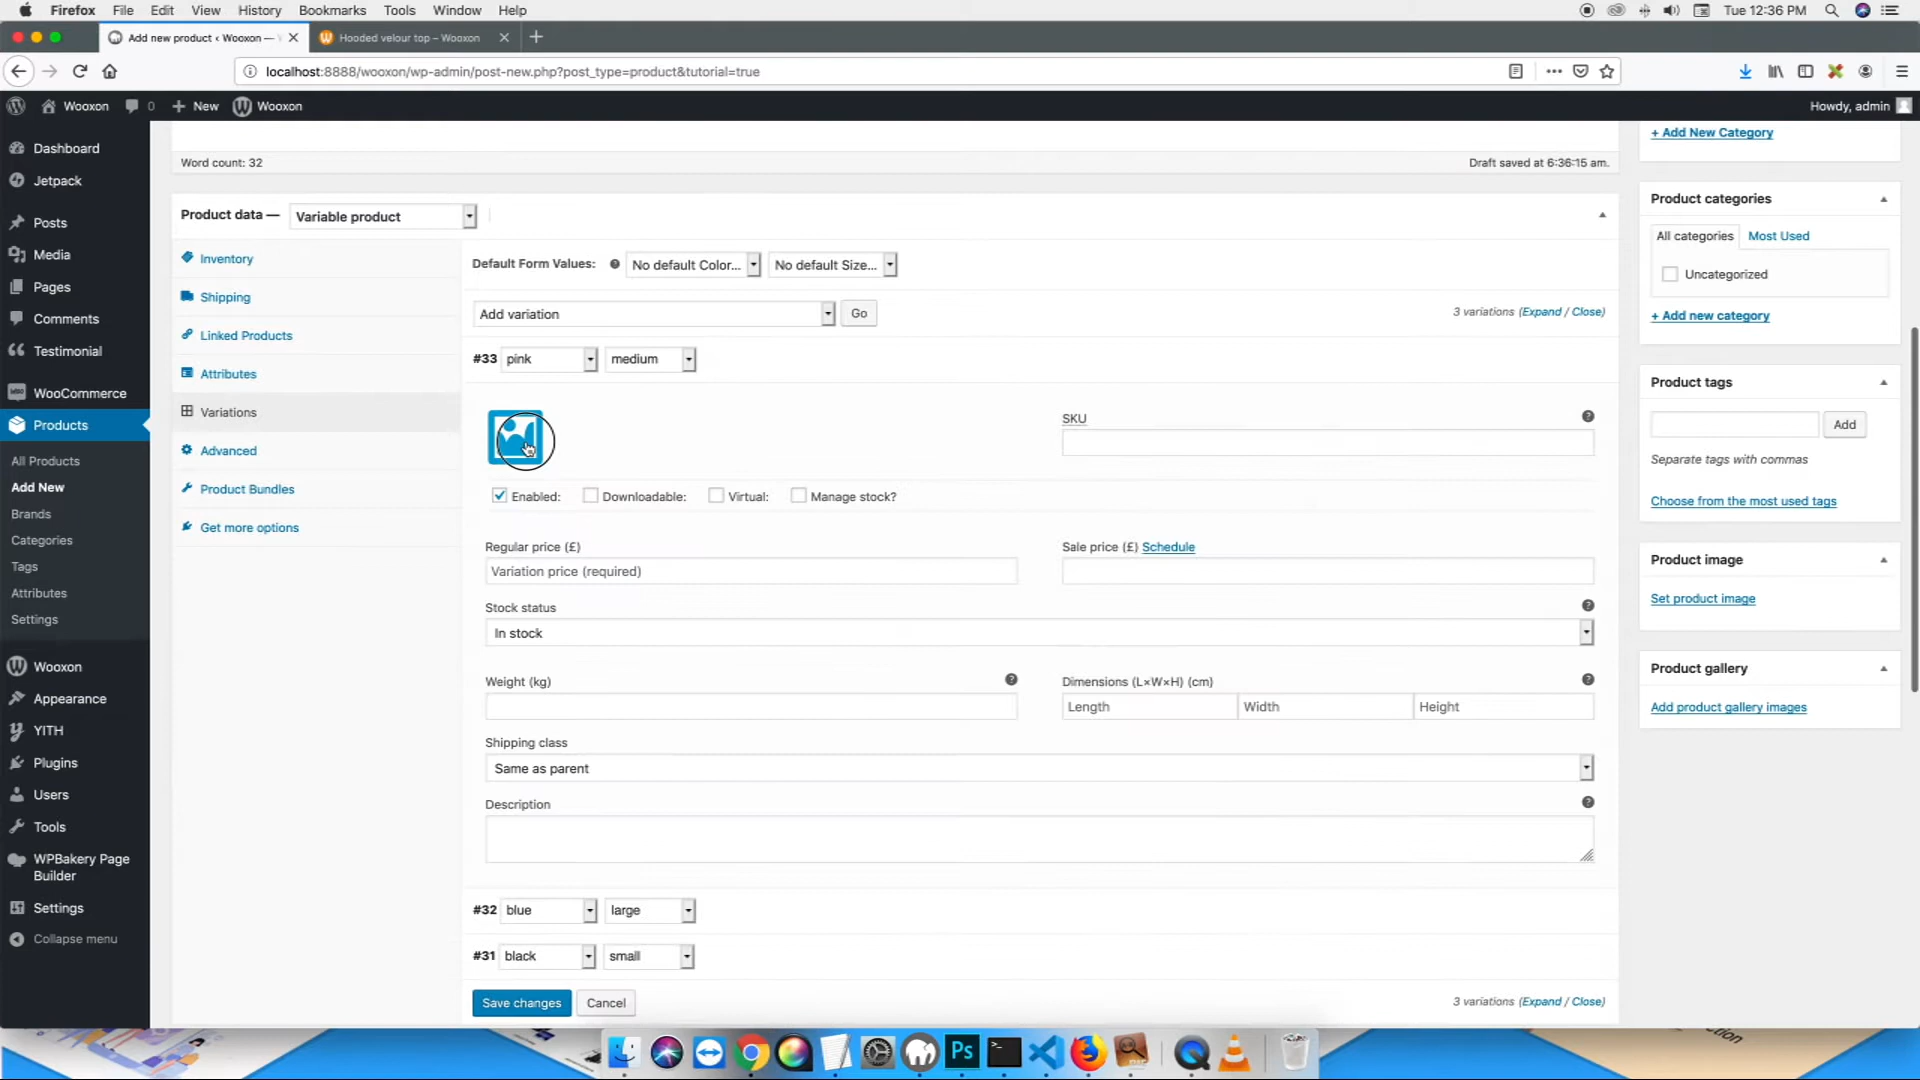 Firefox File Edit View History Bookmarks Tools Window Help Tue 12:36 PM
Add new product ‹ Wooxon — Hooded velour top – Wooxon
localhost:8888/wooxon/wp-admin/post-new.php?post_type=product&tutorial=true
Wooxon 0 New Wooxon Howdy, admin
Dashboard
Jetpack
Posts
Media
Pages
Comments
Testimonial
WooCommerce
Products
All Products
Add New
Brands
Categories
Tags
Attributes
Settings
Wooxon
Appearance
YITH
Plugins
Users
Tools
WPBakery Page
Builder
Settings
Collapse menu
Word count: 32 Draft saved at 6:36:15 am.
Product data — Variable product
Inventory
Shipping
Linked Products
Attributes
Variations
Advanced
Product Bundles
Get more options
Default Form Values: No default Color... No default Size...
Add variation Go 3 variations (Expand / Close)
#33 pink medium
SKU
Enabled: Downloadable: Virtual: Manage stock?
Regular price (£) Sale price (£) Schedule
Variation price (required)
Stock status
In stock
Weight (kg) Dimensions (L×W×H) (cm)
Length Width Height
Shipping class
Same as parent
Description
#32 blue large
#31 black small
Save changes Cancel 3 variations (Expand / Close)
+ Add New Category
Product categories
All categories Most Used
Uncategorized
+ Add new category
Product tags
Add
Separate tags with commas
Choose from the most used tags
Product image
Set product image
Product gallery
Add product gallery images
Ps